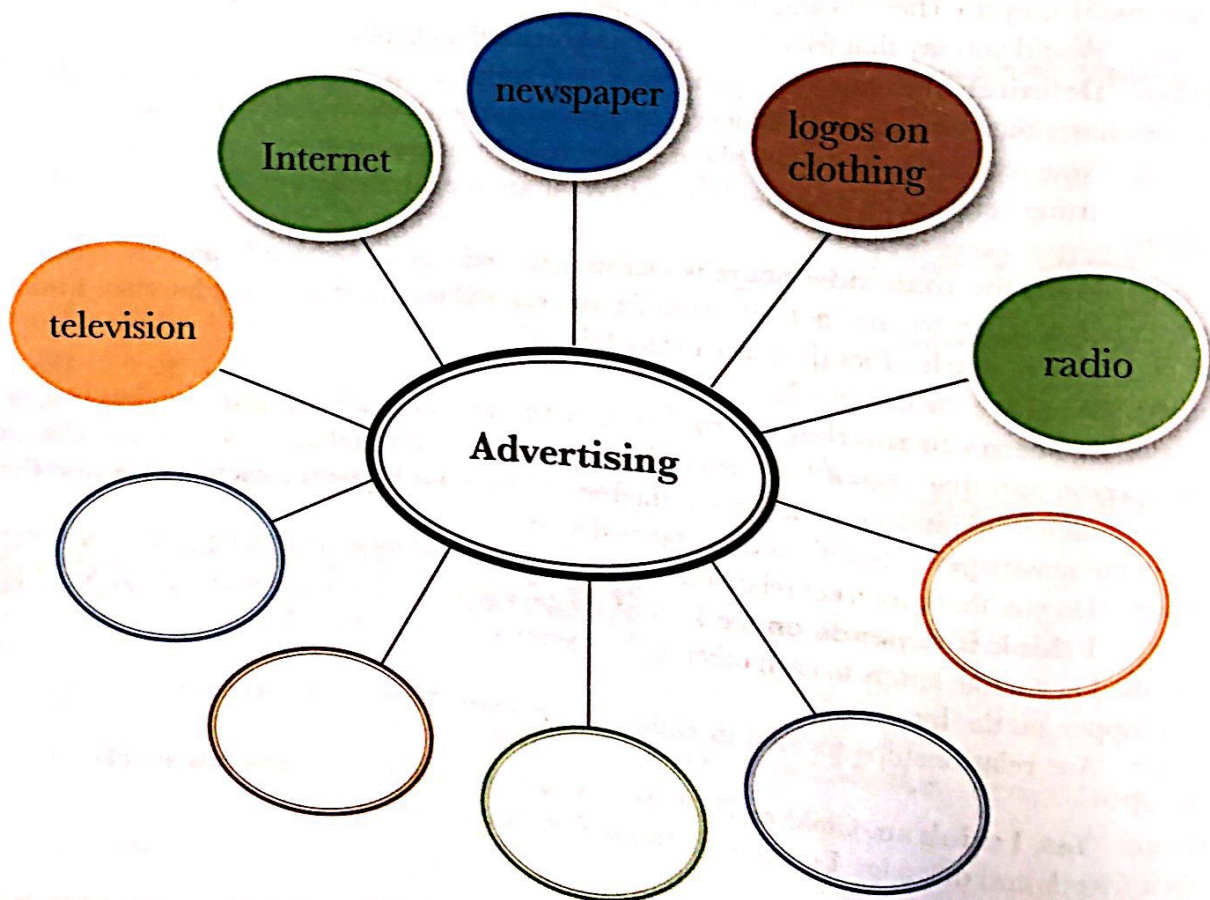 newspaper
Internet
logos on
clothing
television
radio
Advertising